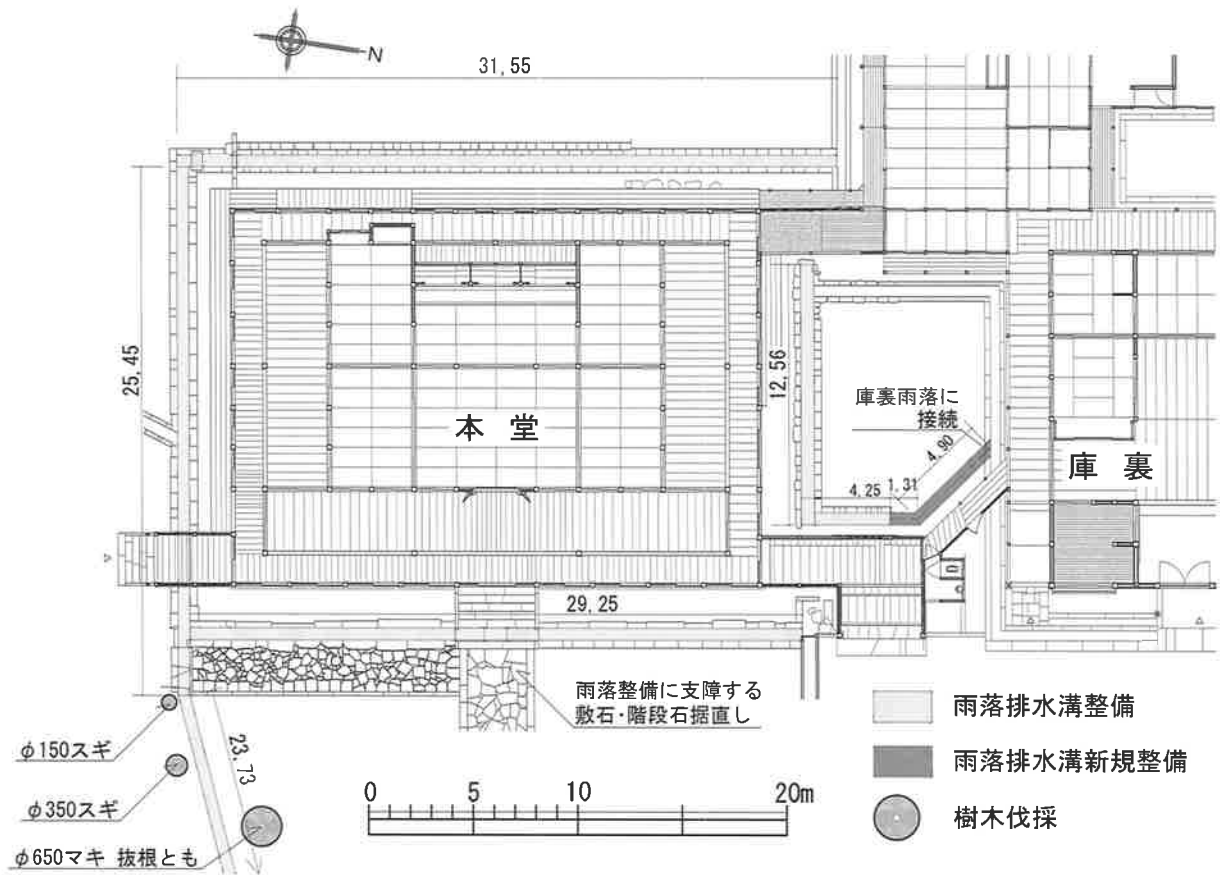 N
31,55
25,45
12,56
庫裏雨落に
接続
4,90
1,31
4,25
本堂
庫裏
29,25
雨落整備に支障する
敷石・階段石据直し
φ150スギ
φ350スギ
φ650マキ 抜根とも
23,73
0 5 10 20m
雨落排水溝整備
雨落排水溝新規整備
樹木伐採